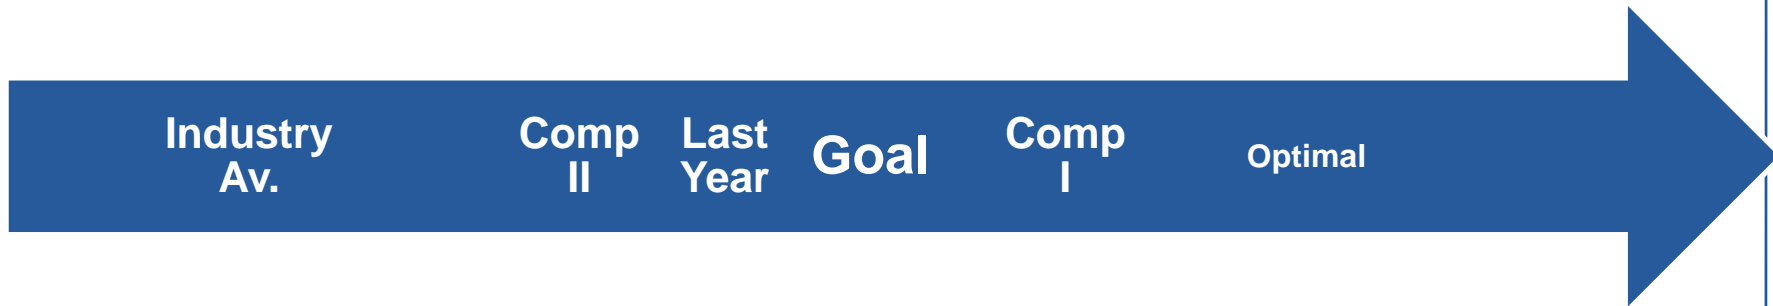 Industry
Av.
Comp
II
Last
Year
Goal
Comp
I
Optimal